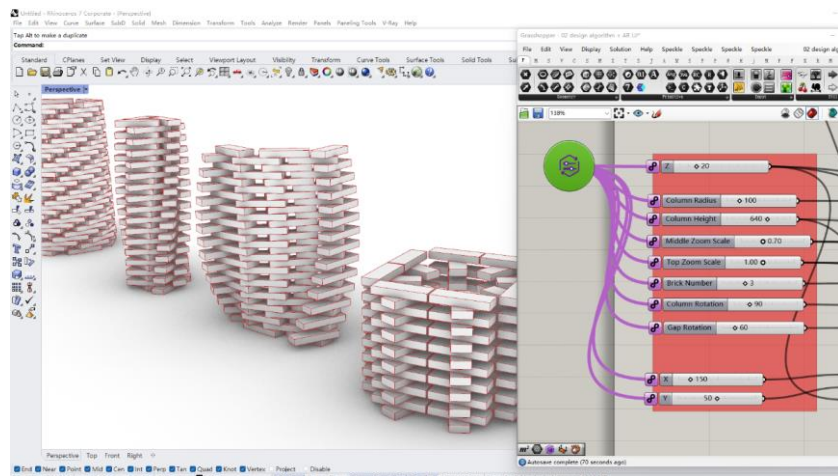 Untitled - Rhinoceros 7 Corporate - [Perspective]
File Edit View Curve Surface SubD Solid Mesh Dimension Transform Tools Analyze Render Panels Paneling Tools V-Ray Help
Tap Alt to make a duplicate
Command:
Standard CPlanes Set View Display Select Viewport Layout Visibility Transform Curve Tools Surface Tools Solid Tools
Perspective
Perspective Top Front Right
End Near Point Mid Cen Int Perp Tan Quad Knot Vertex Project Disable
Grasshopper - 02 design algorithm
File Edit View Display Solution Help Speckle Speckle Speckle Speckle 02 design alg
138%
Z 20
Column Radius 100
Column Height 640
Middle Zoom Scale 0.70
Top Zoom Scale 1.00
Brick Number 3
Column Rotation 90
Gap Rotation 60
X 150
Y 50
Autosave complete (70 seconds ago)